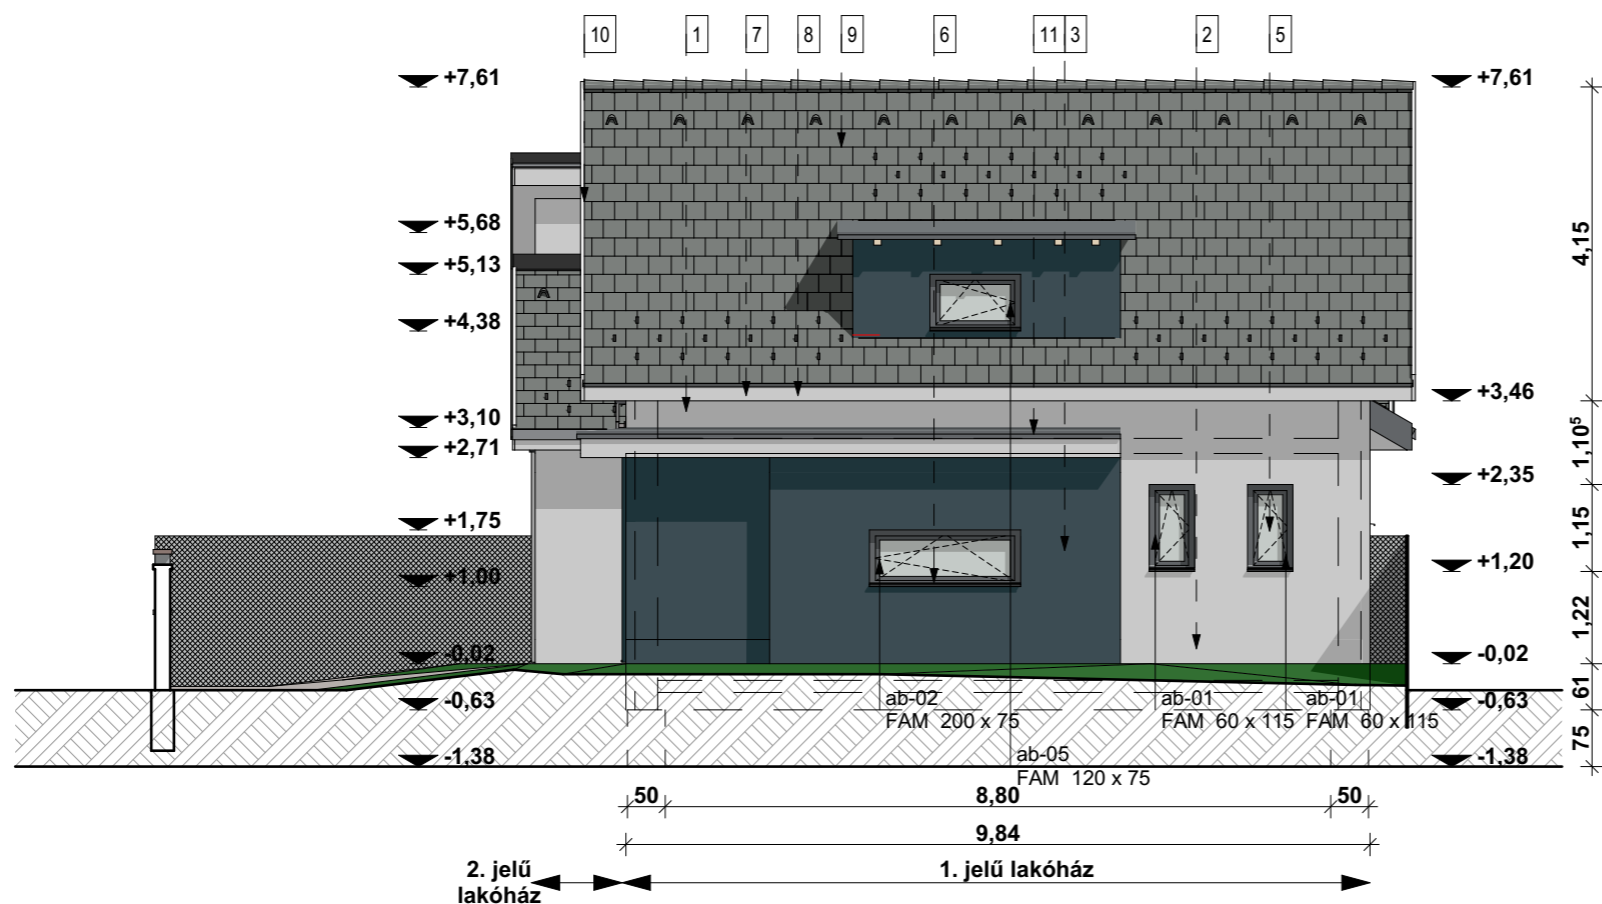 10 1 7 8 9 6 11 3 2 5
+7,61 +7,61
+5,68
4,15
+5,13
+4,38
+3,46
+3,10
1,10⁵
+2,71
+2,35
+1,75
1,15
+1,20
+1,00
1,22
-0,02 -0,02
61
-0,63 -0,63
ab-02
FAM 200 x 75
ab-01
FAM 60 x 115
ab-01
FAM 60 x 115
75
-1,38 -1,38
ab-05
FAM 120 x 75
50 8,80 50
9,84
2. jelű
lakóház
1. jelű lakóház